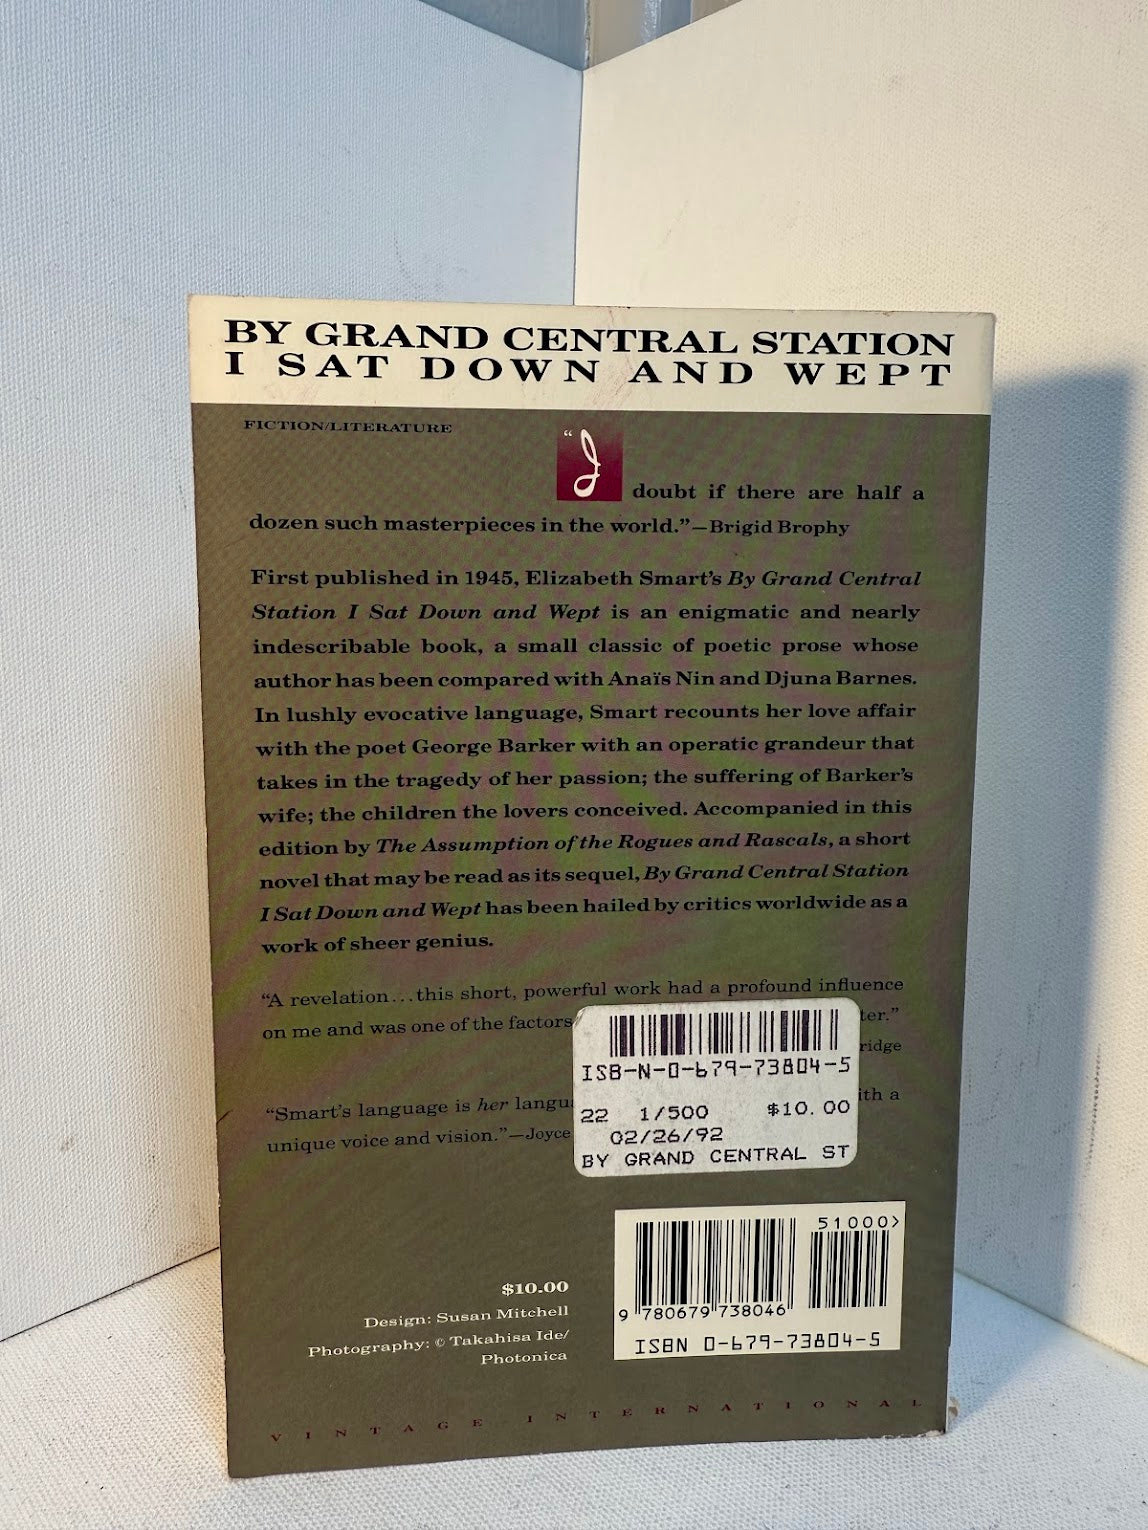 BY GRAND CENTRAL STATION
I SAT DOWN AND WEPT
FICTION/LITERATURE
“I doubt if there are half a
dozen such masterpieces in the world.”—Brigid Brophy
First published in 1945, Elizabeth Smart’s By Grand Central
Station I Sat Down and Wept is an enigmatic and nearly
indescribable book, a small classic of poetic prose whose
author has been compared with Anaïs Nin and Djuna Barnes.
In lushly evocative language, Smart recounts her love affair
with the poet George Barker with an operatic grandeur that
takes in the tragedy of her passion; the suffering of Barker’s
wife; the children the lovers conceived. Accompanied in this
edition by The Assumption of the Rogues and Rascals, a short
novel that may be read as its sequel, By Grand Central Station
I Sat Down and Wept has been hailed by critics worldwide as a
work of sheer genius.
“A revelation...this short, powerful work had a profound influence
on me and was one of the factors ter.”
ridge
“Smart’s language is her langu ith a
unique voice and vision.”—Joyce
ISB-N-0-679-73804-5
22 1/500 $10.00
02/26/92
BY GRAND CENTRAL ST
51000>
9 780679 738046
ISBN 0-679-73804-5
$10.00
Design: Susan Mitchell
Photography: © Takahisa Ide/
Photonica
VINTAGE INTERNATIONAL